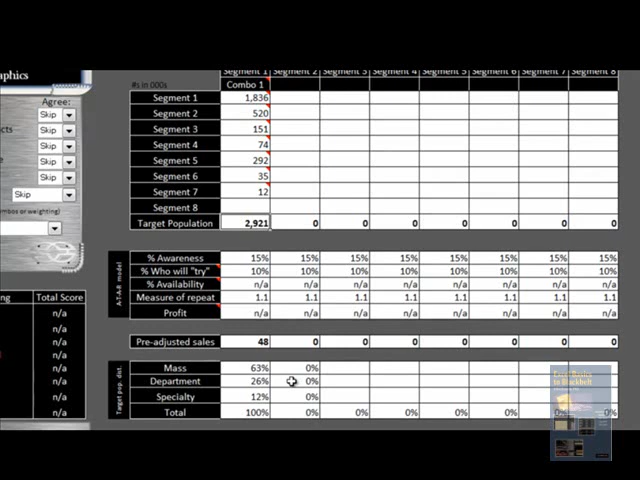 aphics
Segment 1 Segment 2 Segment 3 Segment 4 Segment 5 Segment 6 Segment 7 Segment 8
#s in 000s Combo 1
Agree:
Segment 1 1,836
Skip
Segment 2 520
cts Skip
Segment 3 151
Skip
Segment 4 74
e Skip
Segment 5 292
Skip
Segment 6 35
Skip
Segment 7 12
Segment 8
ombos or weighting)
Target Population 2,921 0 0 0 0 0 0 0
A-T-A-R model
% Awareness 15% 15% 15% 15% 15% 15% 15% 15%
% Who will "try" 10% 10% 10% 10% 10% 10% 10% 10%
% Availability n/a n/a n/a n/a n/a n/a n/a n/a
Measure of repeat 1.1 1.1 1.1 1.1 1.1 1.1 1.1 1.1
Profit n/a n/a n/a n/a n/a n/a n/a n/a
ng Total Score
n/a
n/a
n/a
n/a
n/a
n/a
n/a
n/a
Pre-adjusted sales 48 0 0 0 0 0 0 0
Target pop. dist.
Mass 63% 0%
Department 26% 0%
Specialty 12% 0%
Total 100% 0% 0% 0% 0% 0% 0% 0%
Excel Basics
to Blackbelt